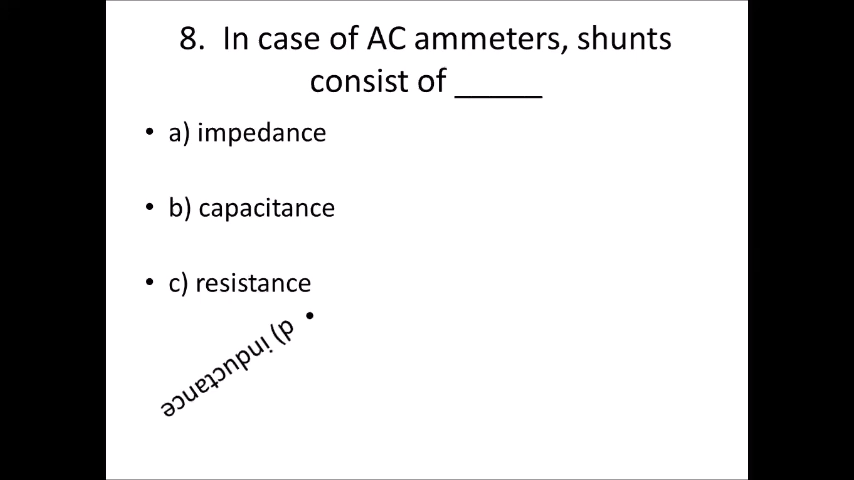 8. In case of AC ammeters, shunts
consist of _____
• a) impedance
• b) capacitance
• c) resistance
• d) inductance